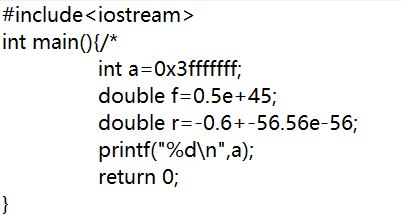 #include<iostream>
int main(){/*
int a=0x3fffffff;
double f=0.5e+45;
double r=-0.6+-56.56e-56;
printf("%d\n",a);
return 0;
}